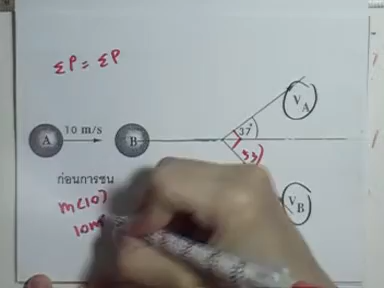 ΣP = ΣP
V_A
37°
10 m/s
A
B
53
ก่อนการชน
V_B
m(10)
10m